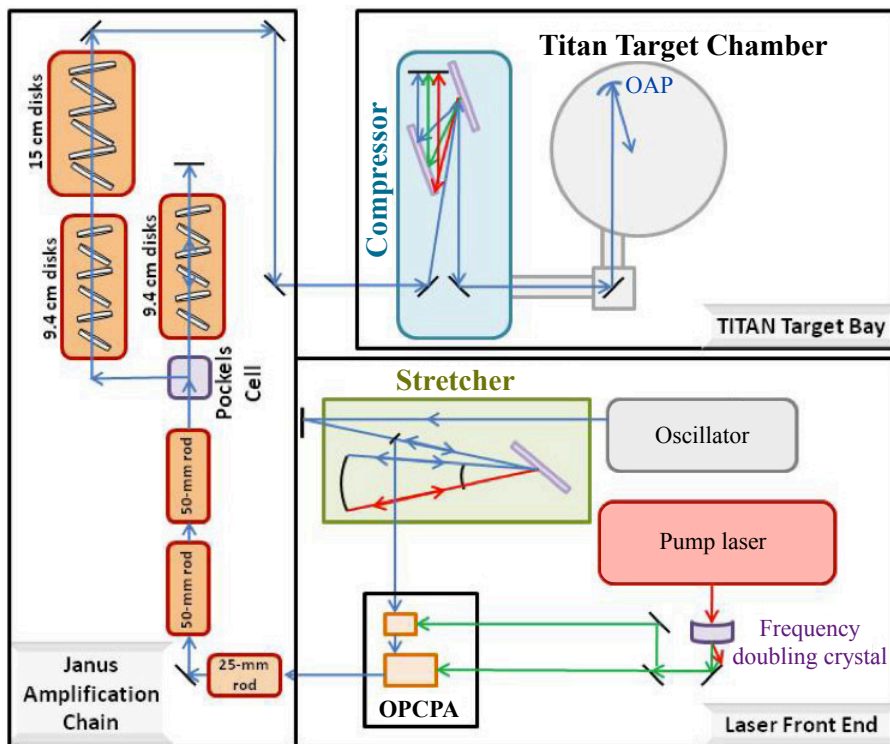 15 cm disks
9.4 cm disks
9.4 cm disks
Pockels
Cell
50-mm rod
50-mm rod
25-mm
rod
Janus
Amplification
Chain
Compressor
Titan Target Chamber
OAP
TITAN Target Bay
Stretcher
Oscillator
Pump laser
Frequency
doubling crystal
OPCPA
Laser Front End